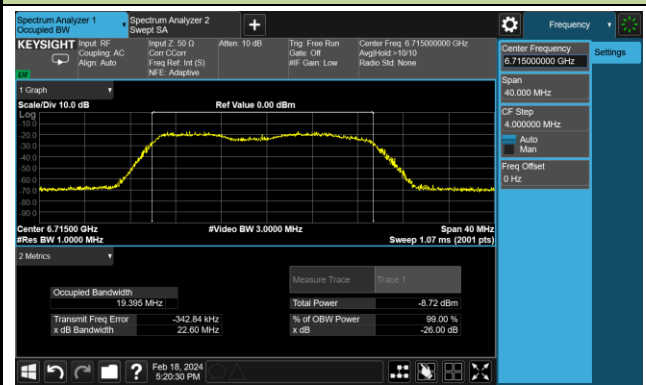 Spectrum Analyzer 1
Occupied BW
Spectrum Analyzer 2
Swept SA
Frequency
KEYSIGHT
Input: RF
Coupling: AC
Align: Auto
Input Z: 50 Ω
Corr CCorr
Freq Ref: Int (S)
NFE: Adaptive
Atten: 10 dB
Trig: Free Run
Gate: Off
#IF Gain: Low
Center Freq: 6.715000000 GHz
Avg|Hold:>10/10
Radio Std: None
Center Frequency
6.715000000 GHz
Settings
Span
40.000 MHz
CF Step
4.000000 MHz
Auto
Man
Freq Offset
0 Hz
1 Graph
Scale/Div 10.0 dB
Ref Value 0.00 dBm
Log
-10.0
-20.0
-30.0
-40.0
-50.0
-60.0
-70.0
-80.0
-90.0
Center 6.71500 GHz
#Video BW 3.0000 MHz
Span 40 MHz
#Res BW 1.0000 MHz
Sweep 1.07 ms (2001 pts)
2 Metrics
Measure Trace
Trace 1
Occupied Bandwidth
19.395 MHz
Total Power
-8.72 dBm
Transmit Freq Error
-342.84 kHz
% of OBW Power
99.00 %
x dB Bandwidth
22.60 MHz
x dB
-26.00 dB
Feb 18, 2024
5:20:30 PM